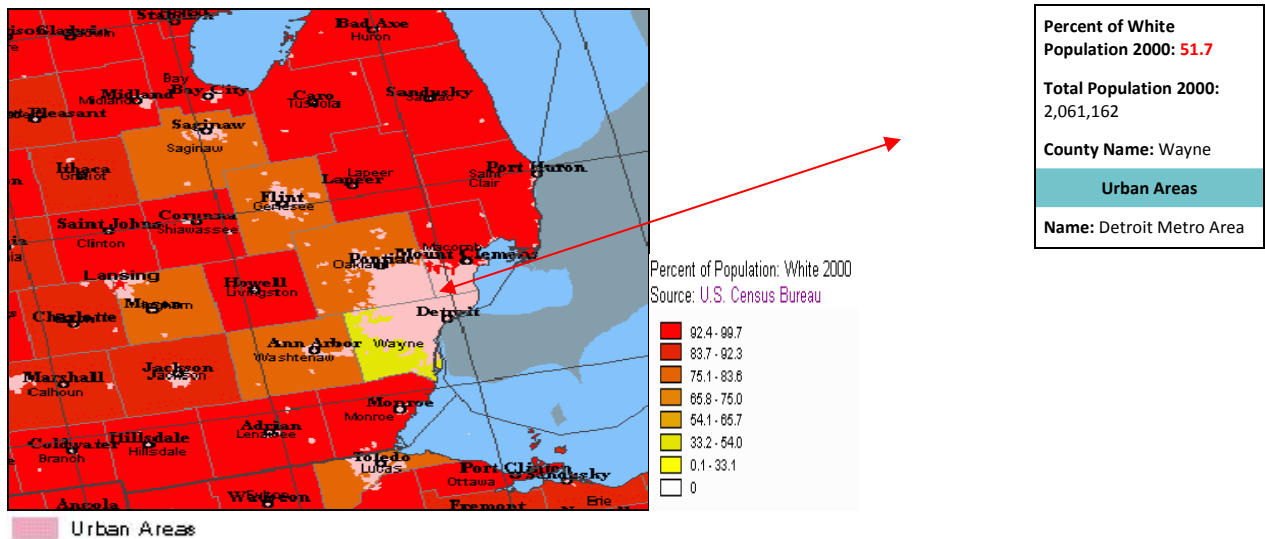 Bad Axe
Huron
Bay
Midland
Midland
Bay City
Caro
Tuscola
Sandusky
Pleasant
Saginaw
Saginaw
Ithaca
Gratiot
Lapeer
Lapeer
Port Huron
Saint
Clair
Flint
Genesee
Saint Johns
Clinton
Corunna
Shiawassee
Macomb
Mount Clemens
Pontiac
Oakland
Lansing
Howell
Livingston
Mason
Charlotte
Detroit
Ann Arbor
Washtenaw
Wayne
Marshall
Calhoun
Jackson
Jackson
Monroe
Monroe
Adrian
Lenawee
Coldwater
Branch
Hillsdale
Hillsdale
Toledo
Lucas
Port Clinton
Ottawa
Sandusky
Erie
Angola
Fremont
Urban Areas
Percent of Population: White 2000
Source: U.S. Census Bureau
92.4 - 99.7
83.7 - 92.3
75.1 - 83.6
65.8 - 75.0
54.1 - 65.7
33.2 - 54.0
0.1 - 33.1
0
Percent of White
Population 2000: 51.7
Total Population 2000:
2,061,162
County Name: Wayne
Urban Areas
Name: Detroit Metro Area